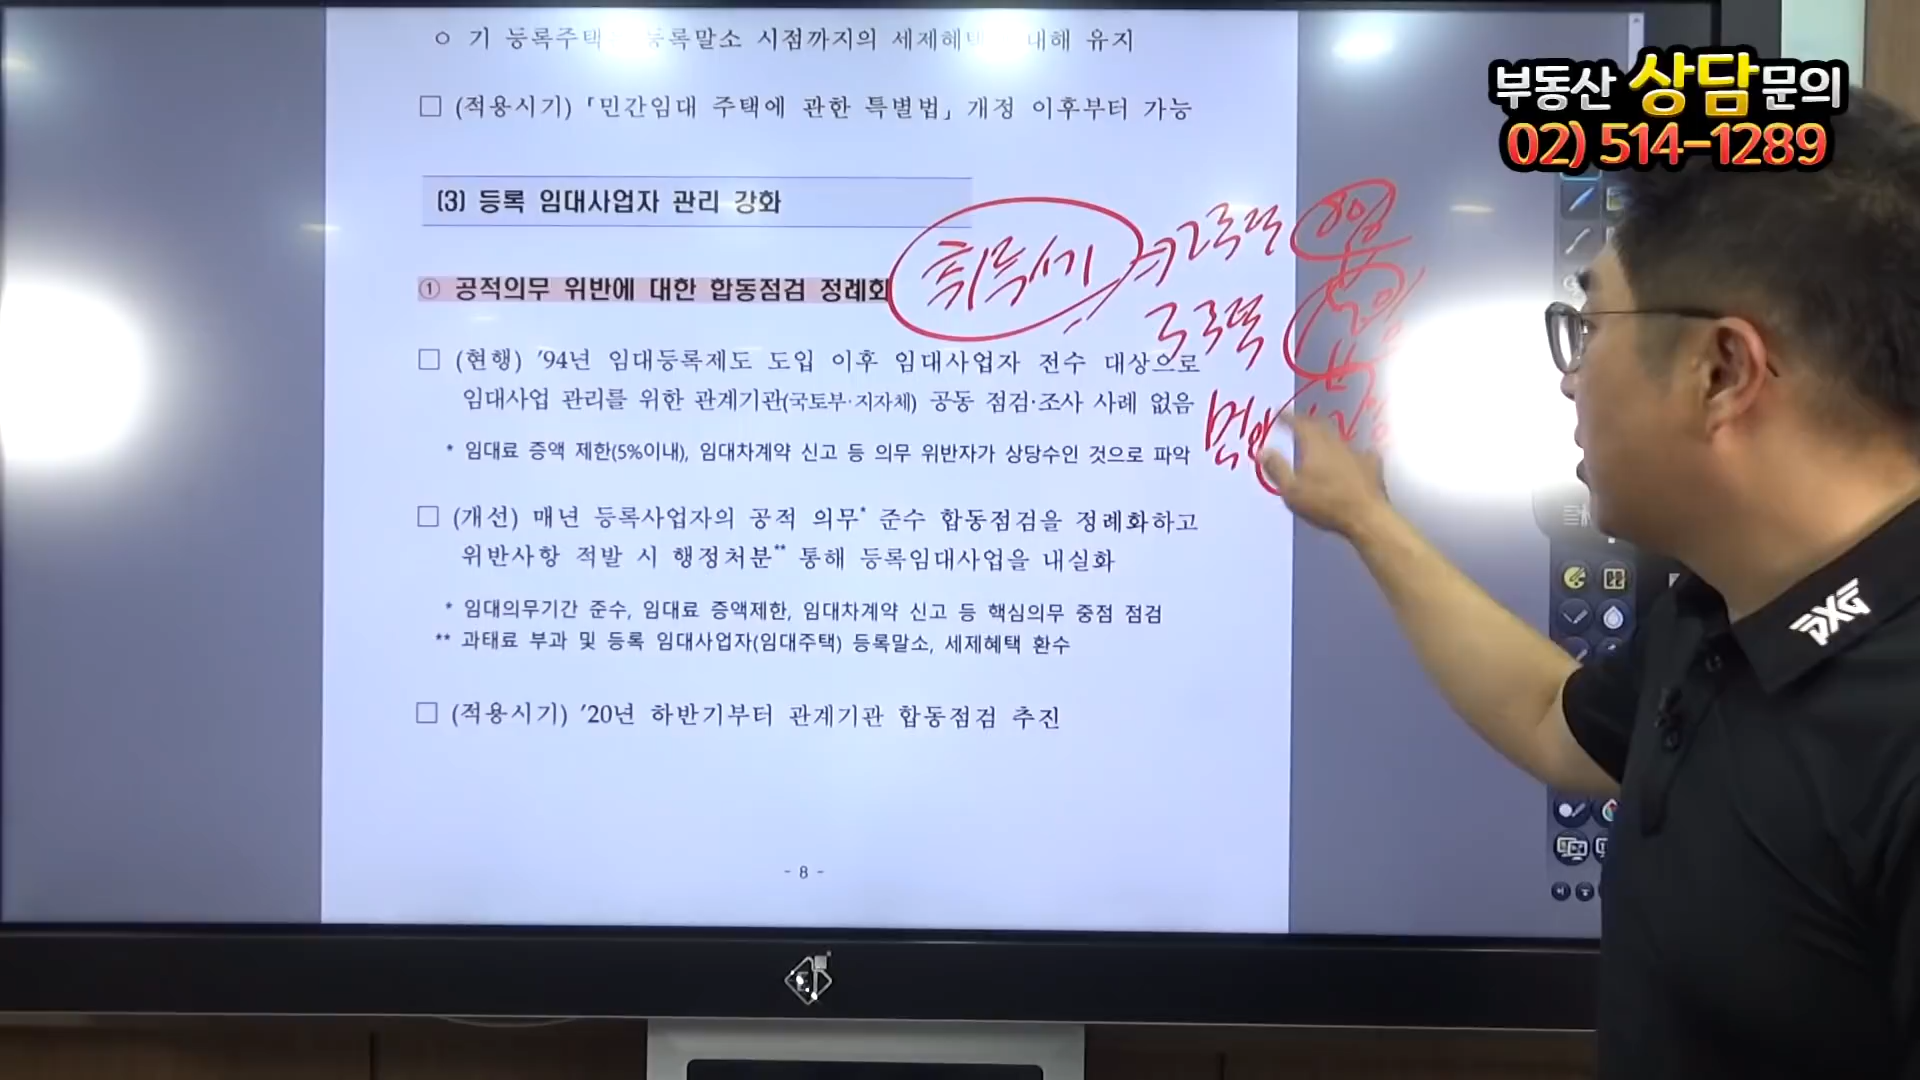 ○ 기 등록주택 등록말소 시점까지의 세제혜택 대해 유지
□ (적용시기) 「민간임대 주택에 관한 특별법」 개정 이후부터 가능
(3) 등록 임대사업자 관리 강화
① 공적의무 위반에 대한 합동점검 정례화
□ (현행) '94년 임대등록제도 도입 이후 임대사업자 전수 대상으로
임대사업 관리를 위한 관계기관(국토부·지자체) 공동 점검·조사 사례 없음
* 임대료 증액 제한(5%이내), 임대차계약 신고 등 의무 위반자가 상당수인 것으로 파악
□ (개선) 매년 등록사업자의 공적 의무* 준수 합동점검을 정례화하고
위반사항 적발 시 행정처분** 통해 등록임대사업을 내실화
* 임대의무기간 준수, 임대료 증액제한, 임대차계약 신고 등 핵심의무 중점 점검
** 과태료 부과 및 등록 임대사업자(임대주택) 등록말소, 세제혜택 환수
□ (적용시기) '20년 하반기부터 관계기관 합동점검 추진
- 8 -
취득세
부동산 상담문의
02) 514-1289
PXG